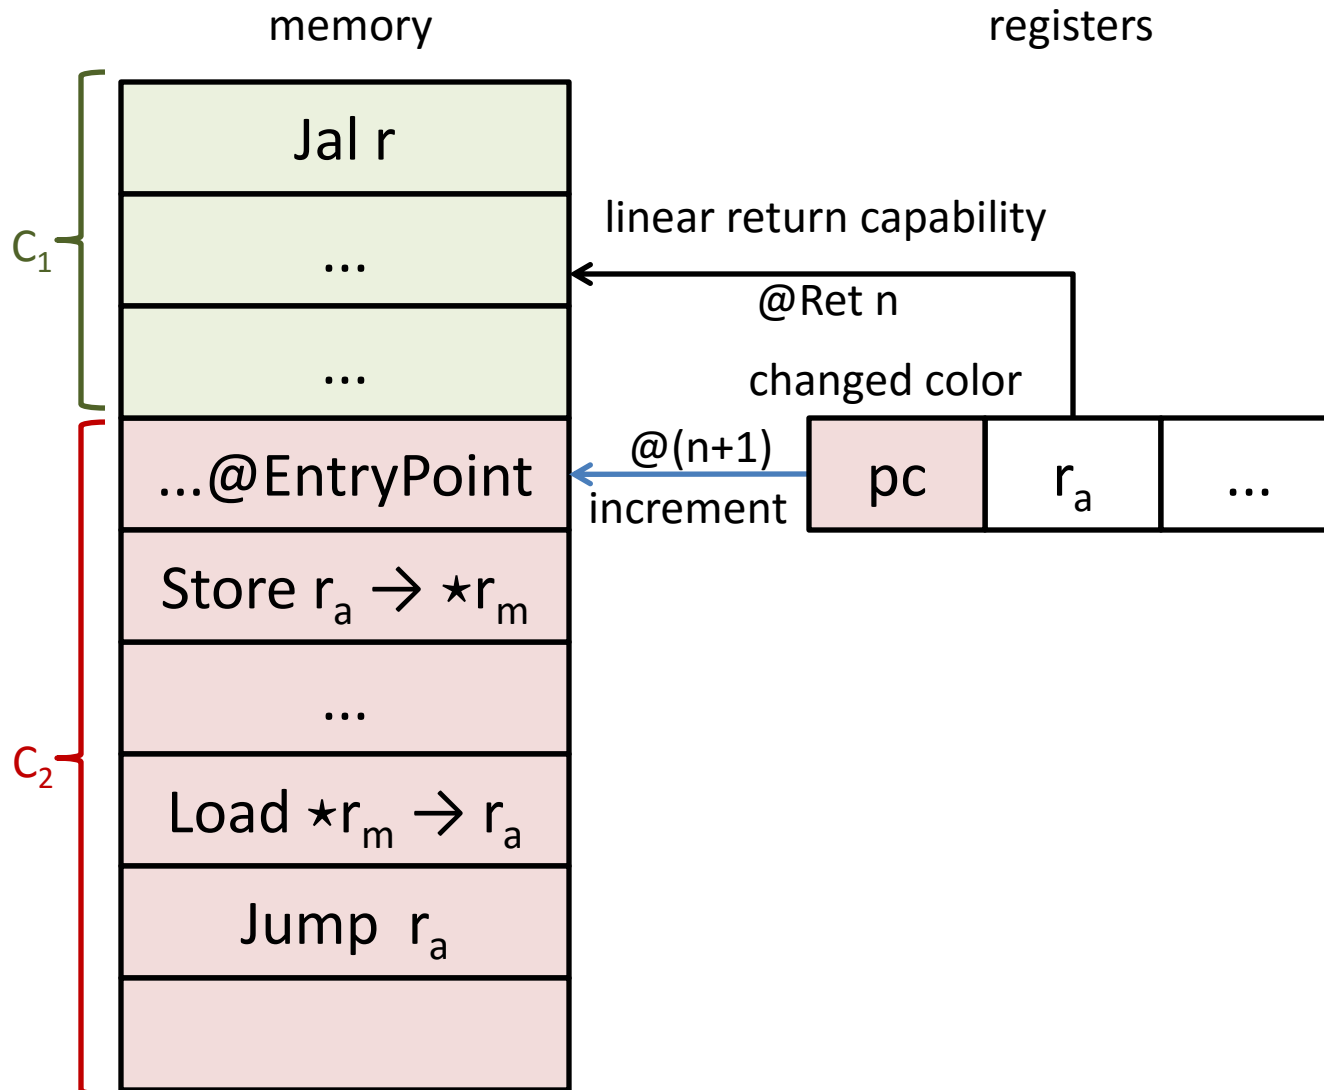 memory
registers
Jal r
...
...
C₁
linear return capability
@Ret n
changed color
@(n+1)
increment
pc
rₐ
...
...@EntryPoint
Store rₐ → ⋆rₘ
...
C₂
Load ⋆rₘ → rₐ
Jump rₐ